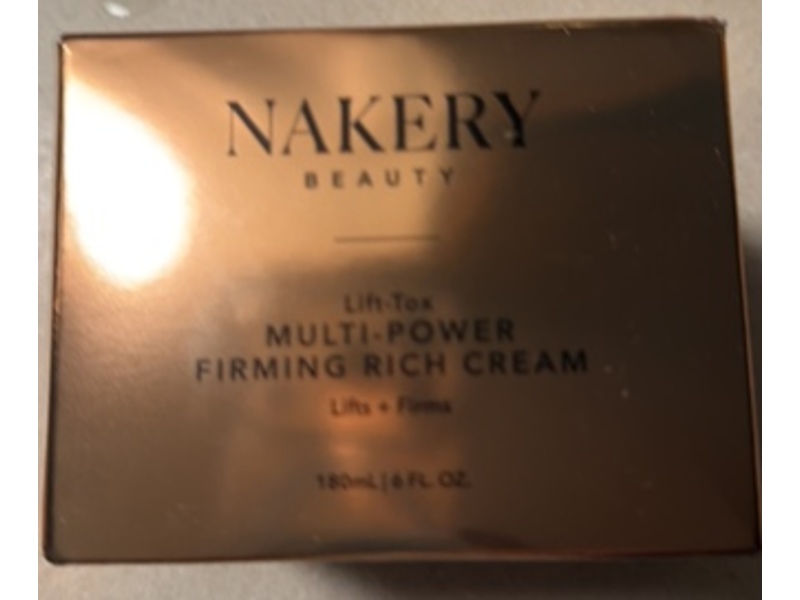 NAKERY
BEAUTY
Lift-Tox
MULTI-POWER
FIRMING RICH CREAM
Lifts + Firms
180mL | 6 FL. OZ.